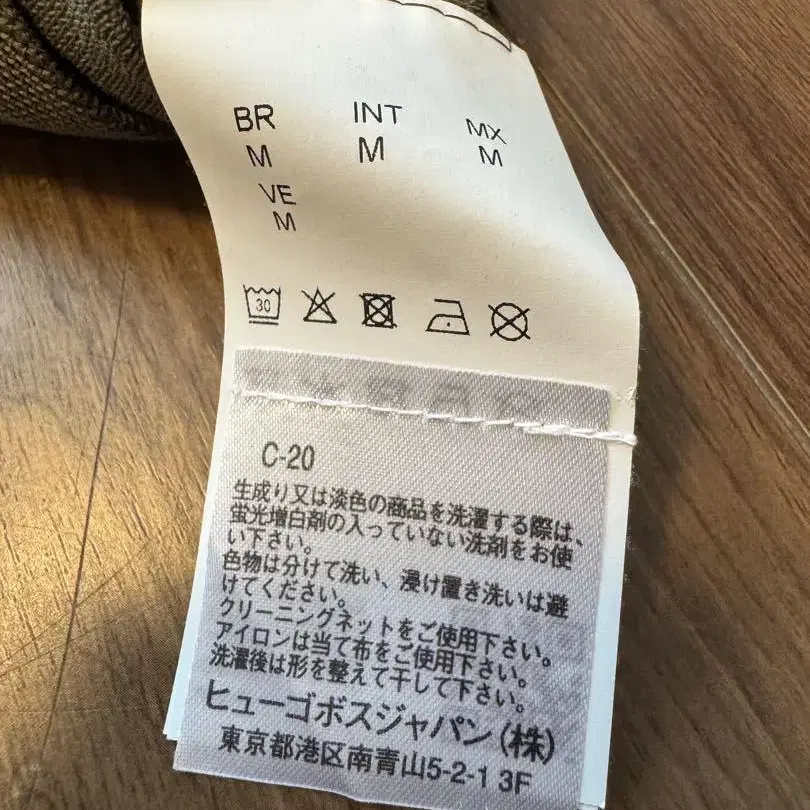 BR INT MX
M M M
VE
M
30
C-20
生成り又は淡色の商品を洗濯する際は、
蛍光増白剤の入っていない洗剤をお使
い下さい。
色物は分けて洗い、浸け置き洗いは避
けてください。
クリーニングネットをご使用下さい。
アイロンは当て布をご使用下さい。
洗濯後は形を整えて干して下さい。
ヒューゴボスジャパン(株)
東京都港区南青山5-2-1 3F